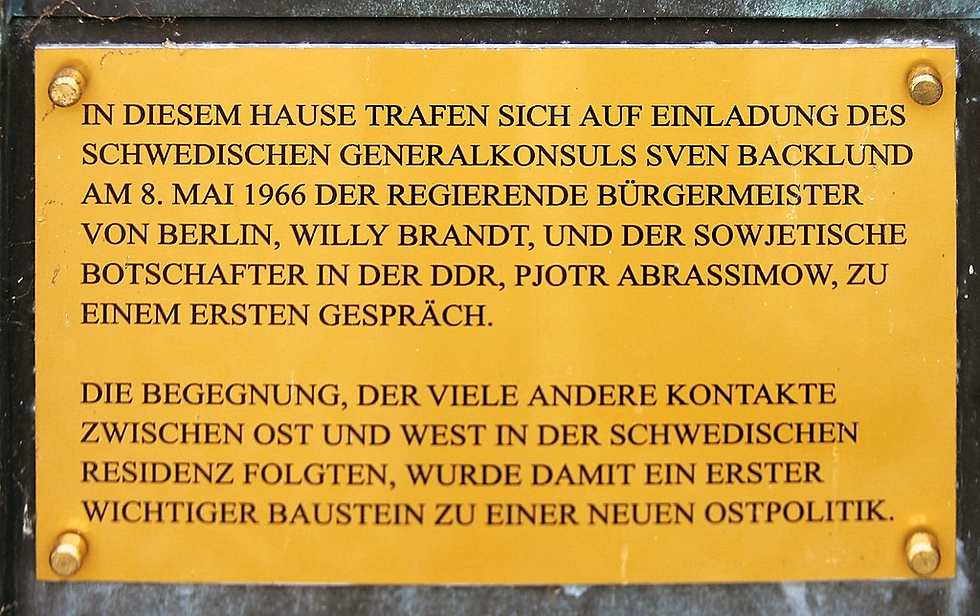 IN DIESEM HAUSE TRAFEN SICH AUF EINLADUNG DES
SCHWEDISCHEN GENERALKONSULS SVEN BACKLUND
AM 8. MAI 1966 DER REGIERENDE BÜRGERMEISTER
VON BERLIN, WILLY BRANDT, UND DER SOWJETISCHE
BOTSCHAFTER IN DER DDR, PJOTR ABRASSIMOW, ZU
EINEM ERSTEN GESPRÄCH.
DIE BEGEGNUNG, DER VIELE ANDERE KONTAKTE
ZWISCHEN OST UND WEST IN DER SCHWEDISCHEN
RESIDENZ FOLGTEN, WURDE DAMIT EIN ERSTER
WICHTIGER BAUSTEIN ZU EINER NEUEN OSTPOLITIK.